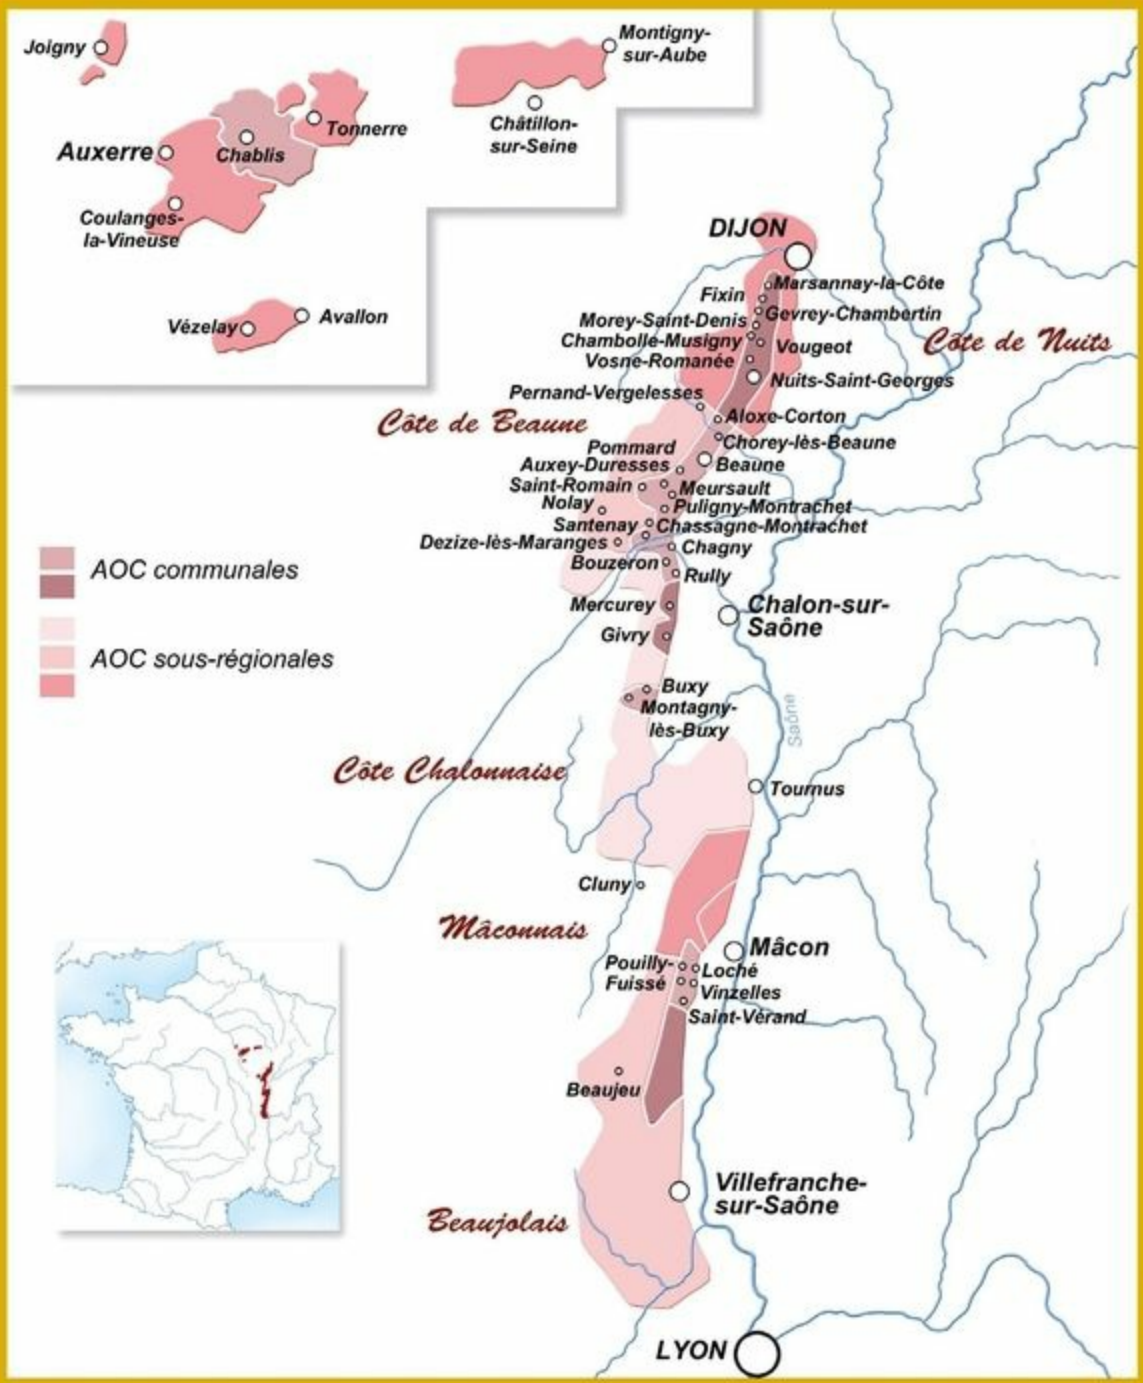 Joigny
Montigny-
sur-Aube
Tonnerre
Châtillon-
sur-Seine
Auxerre
Chablis
Coulanges-
la-Vineuse
Vézelay
Avallon
DIJON
Marsannay-la-Côte
Fixin
Gevrey-Chambertin
Morey-Saint-Denis
Chambolle-Musigny
Vougeot
Côte de Nuits
Vosne-Romanée
Nuits-Saint-Georges
Pernand-Vergelesses
Côte de Beaune
Aloxe-Corton
Chorey-lès-Beaune
Pommard
Auxey-Duresses
Beaune
Saint-Romain
Meursault
Nolay
Puligny-Montrachet
Santenay
Chassagne-Montrachet
Dezize-lès-Maranges
Chagny
Bouzeron
Rully
AOC communales
Mercurey
Chalon-sur-
Saône
Givry
AOC sous-régionales
Buxy
Montagny-
lès-Buxy
Saône
Côte Chalonnaise
Tournus
Cluny
Mâconnais
Mâcon
Pouilly-
Fuissé
Loché
Vinzelles
Saint-Vérand
Beaujeu
Villefranche-
sur-Saône
Beaujolais
LYON